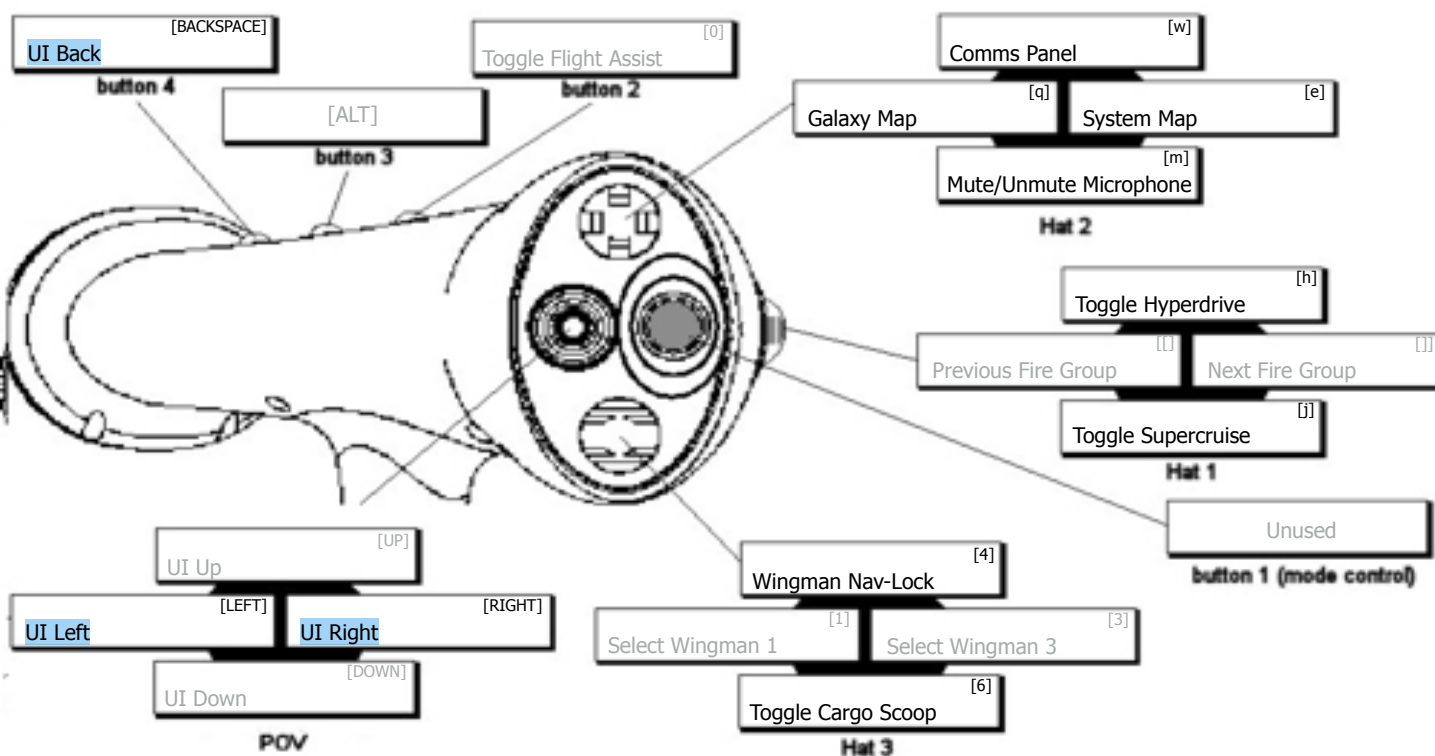 [BACKSPACE]
UI Back
button 4
[ALT]
button 3
[0]
Toggle Flight Assist
button 2
[w]
Comms Panel
[q]
Galaxy Map
[e]
System Map
[m]
Mute/Unmute Microphone
Hat 2
[h]
Toggle Hyperdrive
[[]
Previous Fire Group
[]]
Next Fire Group
[j]
Toggle Supercruise
Hat 1
Unused
button 1 (mode control)
[UP]
UI Up
[LEFT]
UI Left
[RIGHT]
UI Right
[DOWN]
UI Down
POV
[4]
Wingman Nav-Lock
[1]
Select Wingman 1
[3]
Select Wingman 3
[6]
Toggle Cargo Scoop
Hat 3